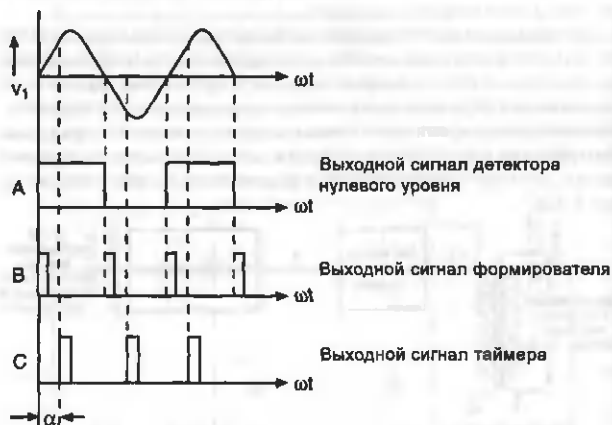 v1
ωt
A
Выходной сигнал детектора
нулевого уровня
ωt
B
Выходной сигнал формирователя
ωt
C
Выходной сигнал таймера
ωt
α